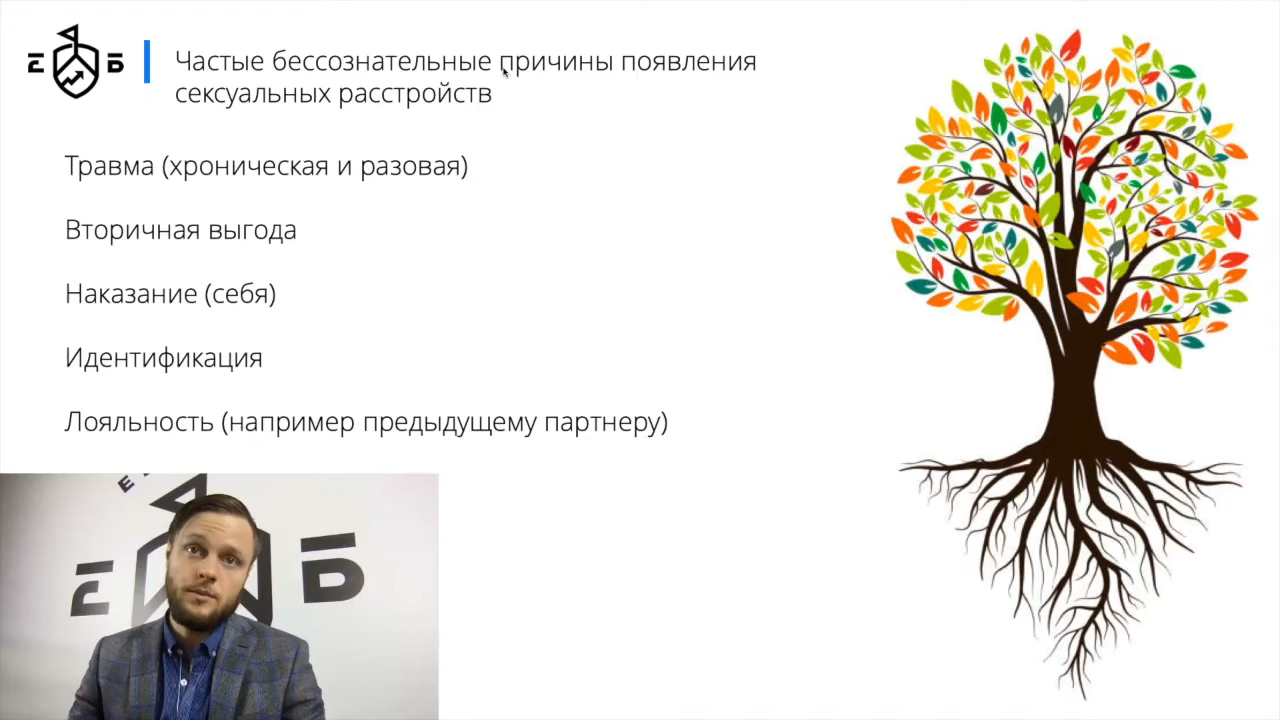 Е Б
Частые бессознательные причины появления
сексуальных расстройств
Травма (хроническая и разовая)
Вторичная выгода
Наказание (себя)
Идентификация
Лояльность (например предыдущему партнеру)
Е Б